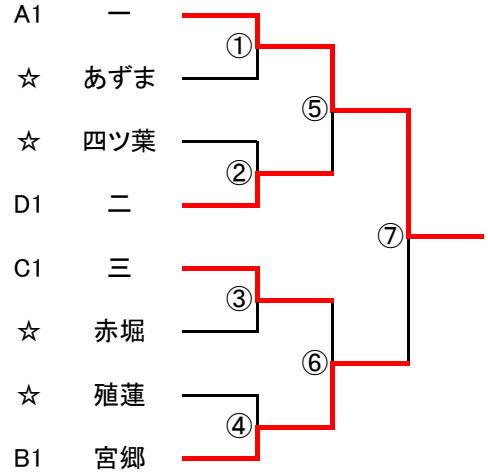 A1 一
①
☆ あずま
⑤
☆ 四ツ葉
②
D1 二
⑦
C1 三
③
☆ 赤堀
⑥
☆ 殖蓮
④
B1 宮郷